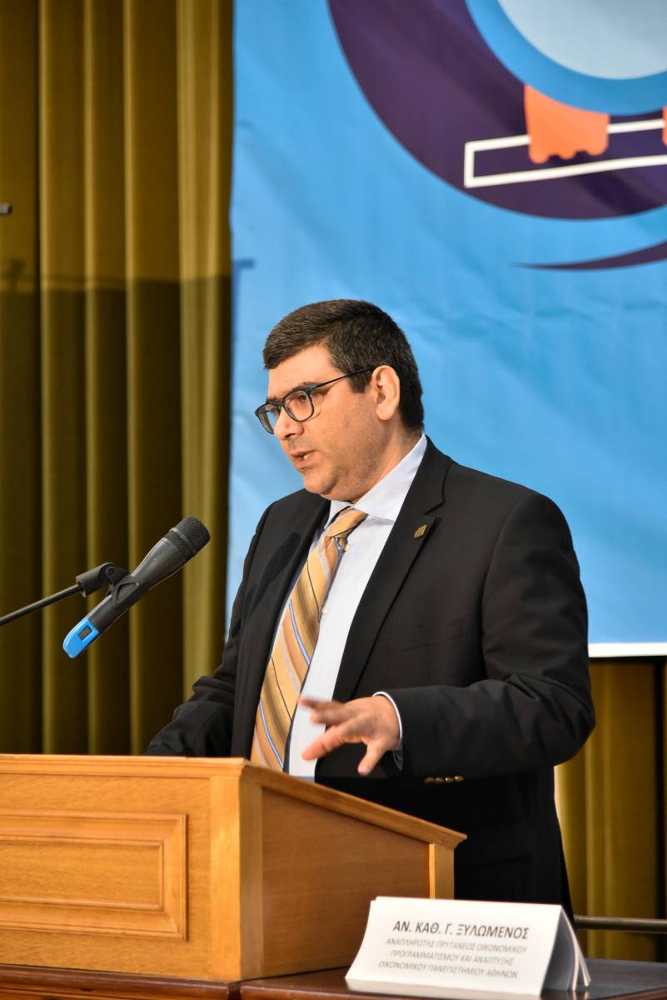 ΑΝ. ΚΑΘ. Γ. ΞΥΛΩΜΕΝΟΣ
ΑΝΑΠΛΗΡΩΤΗΣ ΠΡΥΤΑΝΕΩΣ ΟΙΚΟΝΟΜΙΚΟΥ
ΠΡΟΓΡΑΜΜΑΤΙΣΜΟΥ ΚΑΙ ΑΝΑΠΤΥΞΗΣ
ΟΙΚΟΝΟΜΙΚΟΥ ΠΑΝΕΠΙΣΤΗΜΙΟΥ ΑΘΗΝΩΝ